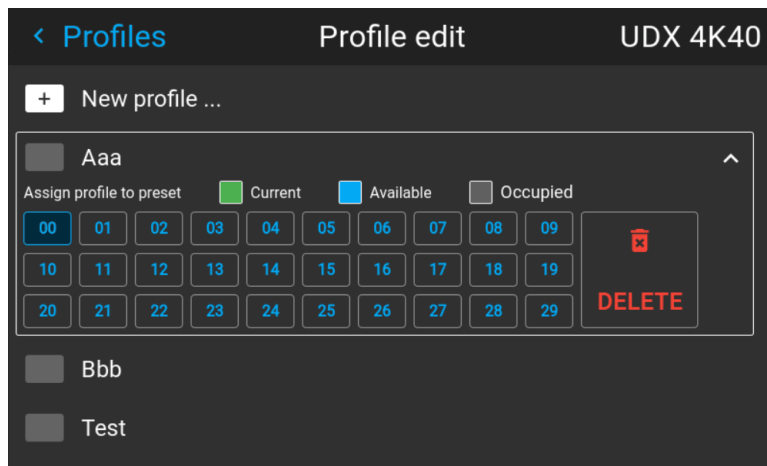 < Profiles Profile edit UDX 4K40
+ New profile ...
Aaa
Assign profile to preset Current Available Occupied
00 01 02 03 04 05 06 07 08 09
10 11 12 13 14 15 16 17 18 19
20 21 22 23 24 25 26 27 28 29
DELETE
Bbb
Test